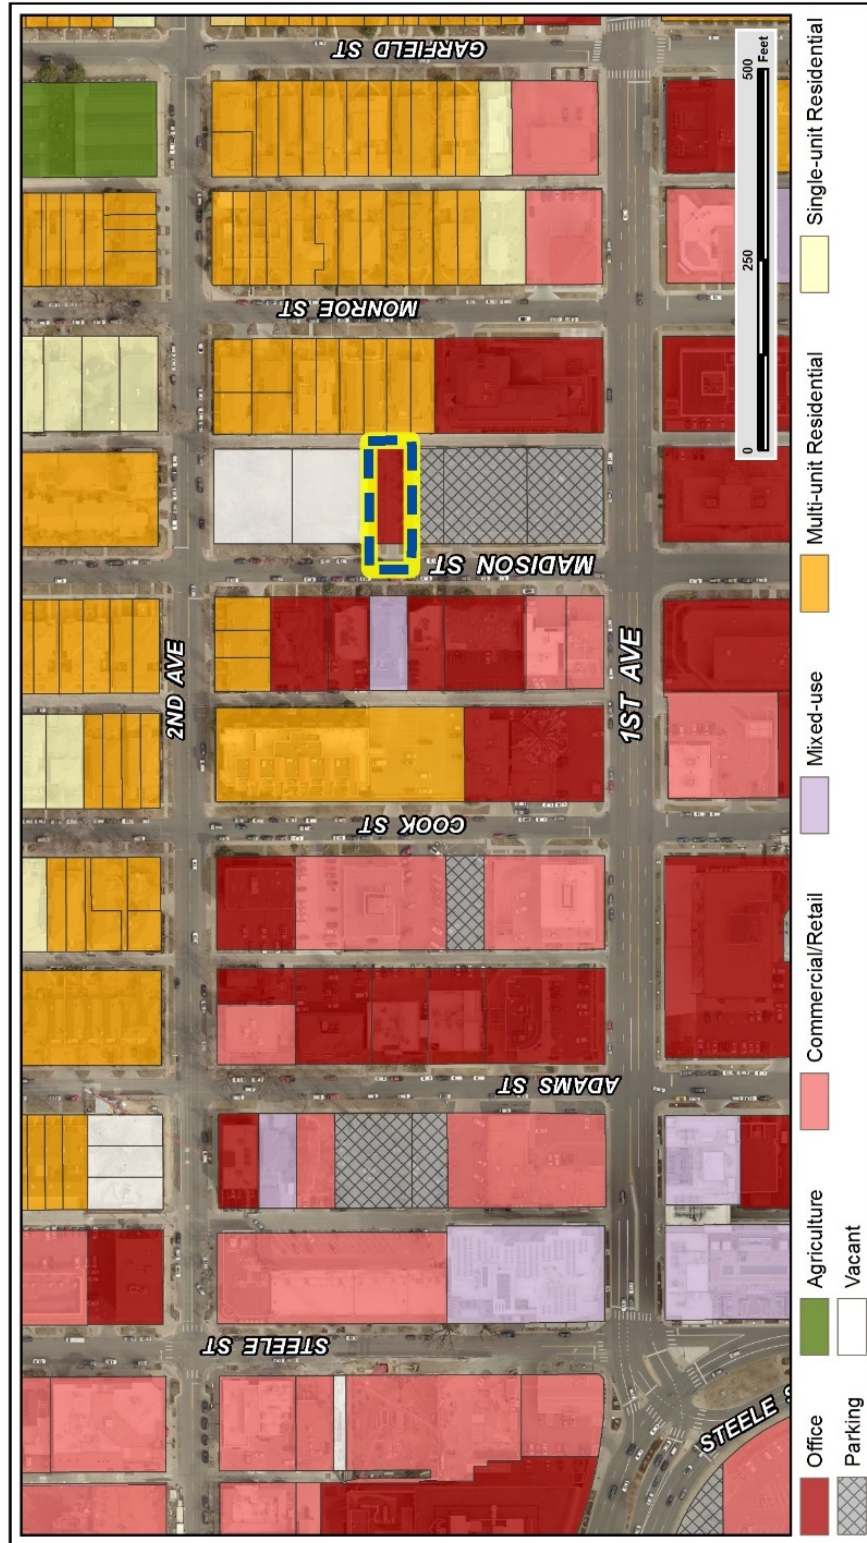 GARFIELD ST
MONROE ST
MADISON ST
2ND AVE
1ST AVE
COOK ST
ADAMS ST
STEELE ST
STEELE S
0 250 500
Feet
Office
Agriculture
Commercial/Retail
Mixed-use
Multi-unit Residential
Single-unit Residential
Parking
Vacant